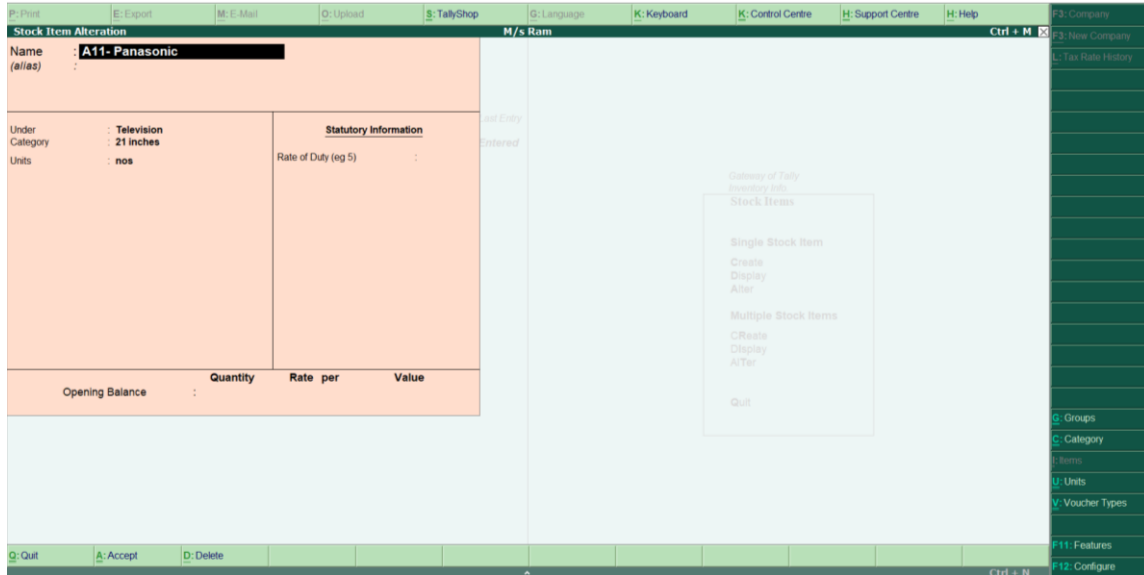 P: Print E: Export M: E-Mail O: Upload S: TallyShop G: Language K: Keyboard K: Control Centre H: Support Centre H: Help F3: Company
Stock Item Alteration M/s Ram Ctrl + M
F3: New Company
L: Tax Rate History
Name : A11- Panasonic
(alias) :
Last Entry
Entered
Under : Television
Category : 21 inches
Units : nos
Statutory Information
Rate of Duty (eg 5) :
Gateway of Tally
Inventory Info.
Stock Items
Single Stock Item
Create
Display
Alter
Multiple Stock Items
CReate
DIsplay
AlTer
Quit
Quantity Rate per Value
Opening Balance :
G: Groups
C: Category
I: Items
U: Units
V: Voucher Types
F11: Features
F12: Configure
Q: Quit A: Accept D: Delete
Ctrl + N